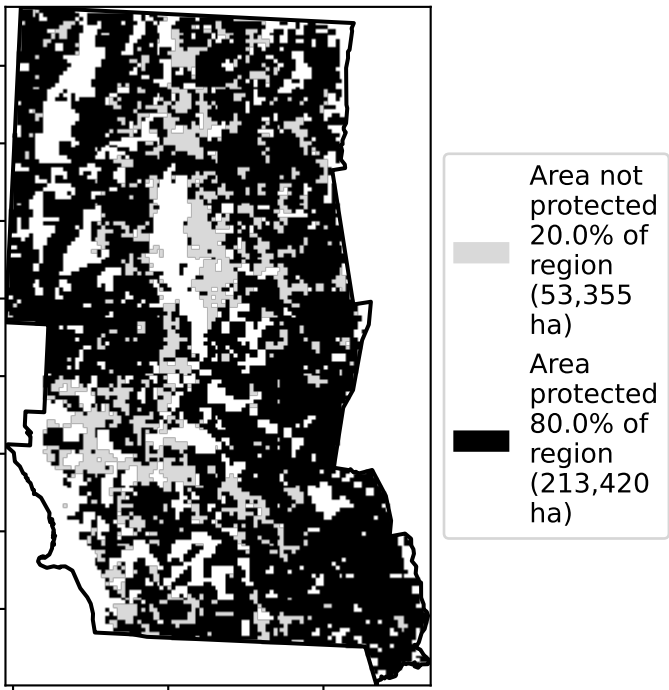 Area not
protected
20.0% of
region
(53,355
ha)
Area
protected
80.0% of
region
(213,420
ha)